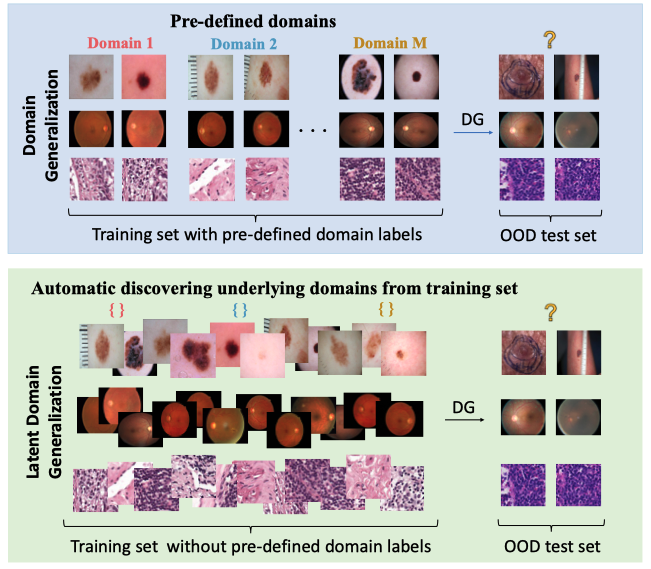 Pre-defined domains
Domain 1 Domain 2 Domain M ?
Domain
Generalization
. . .
DG
Training set with pre-defined domain labels
OOD test set
Automatic discovering underlying domains from training set
{ } { } { } ?
Latent Domain
Generalization
DG
Training set without pre-defined domain labels
OOD test set